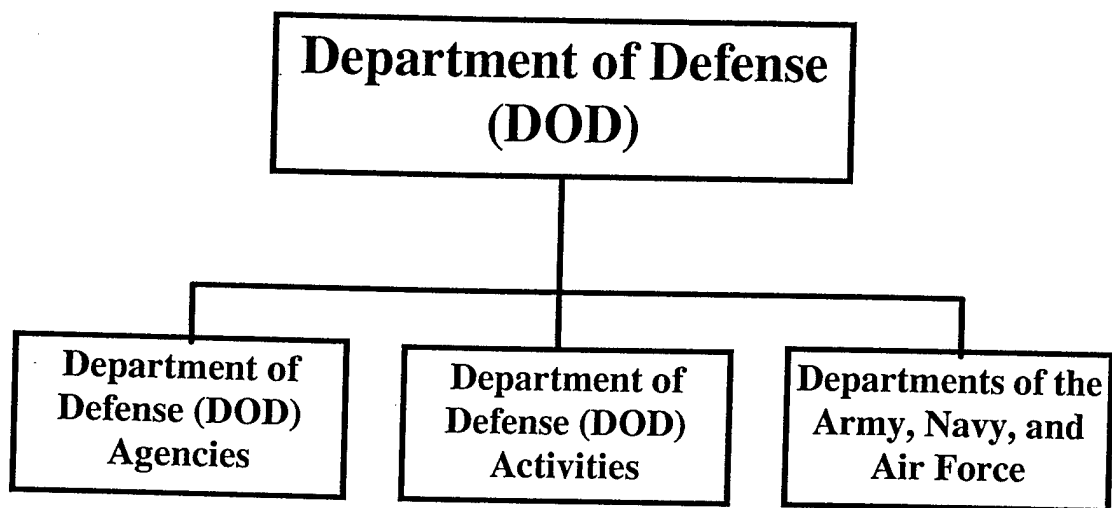 Department of Defense
(DOD)
Department of
Defense (DOD)
Agencies
Department of
Defense (DOD)
Activities
Departments of the
Army, Navy, and
Air Force